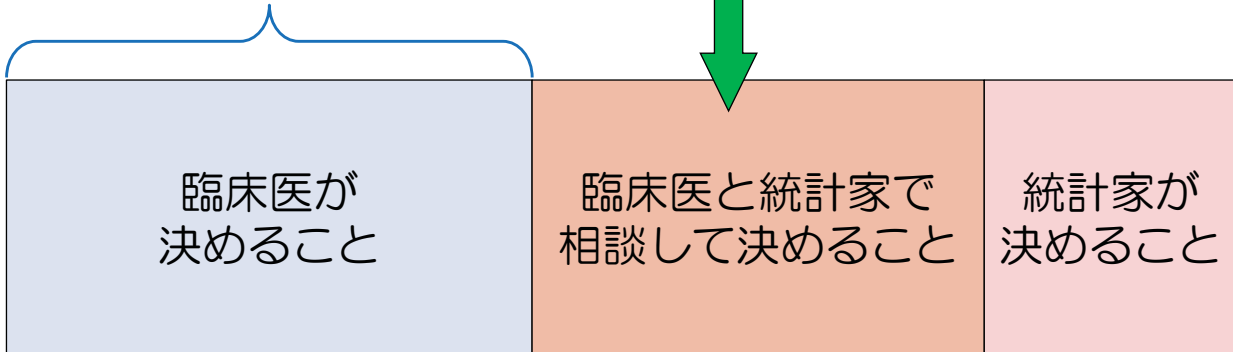 臨床医が
決めること
臨床医と統計家で
相談して決めること
統計家が
決めること